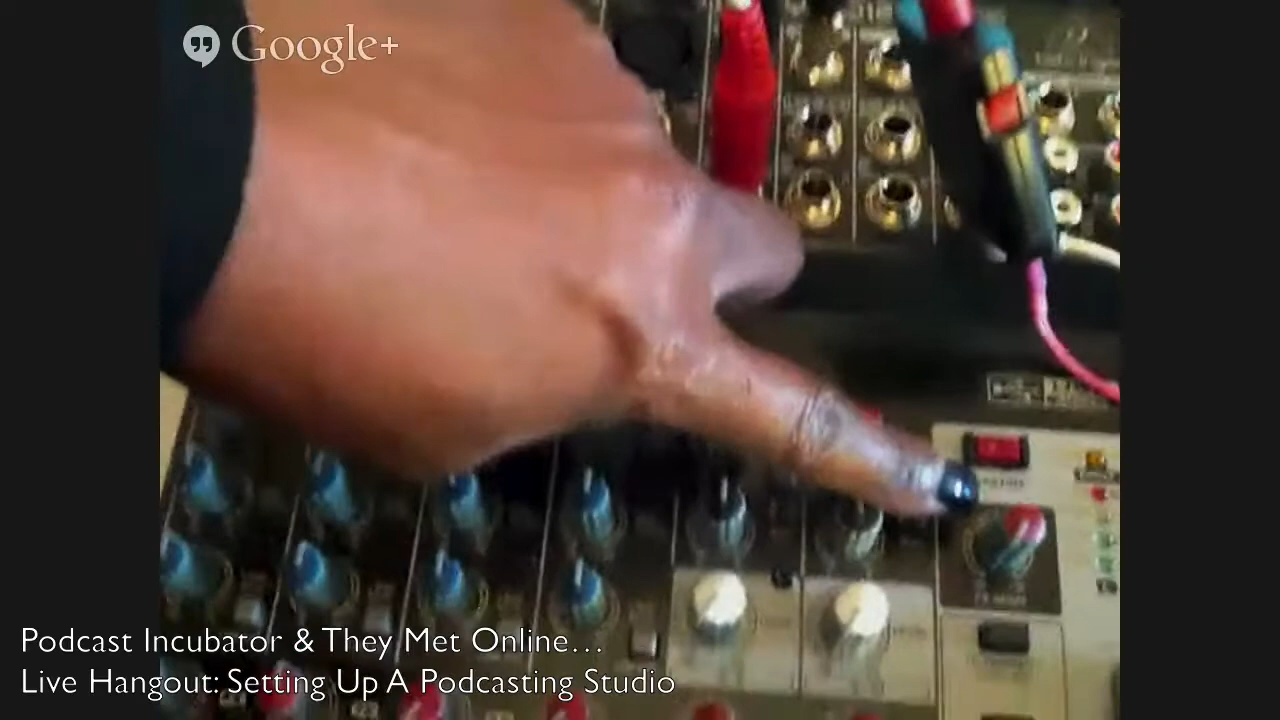 Google+
Podcast Incubator & They Met Online...
Live Hangout: Setting Up A Podcasting Studio